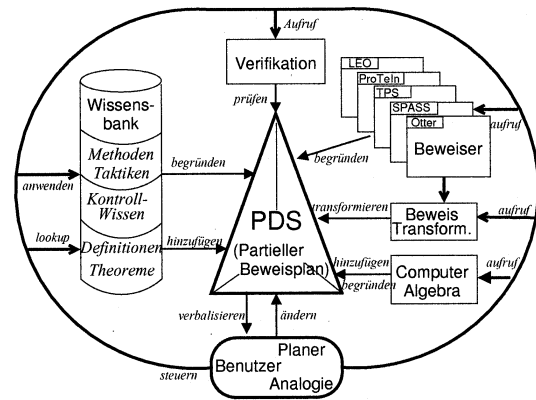 Aufruf
Verifikation
prüfen
LEO
ProTeIn
TPS
SPASS
Otter
Beweiser
aufruf
begründen
Wissens-
bank
Methoden
Taktiken
begründen
anwenden
Kontroll-
Wissen
lookup
Definitionen
Theoreme
hinzufügen
PDS
(Partieller
Beweisplan)
transformieren
Beweis
Transform.
aufruf
hinzufügen
begründen
Computer
Algebra
aufruf
verbalisieren
ändern
steuern
Planer
Benutzer
Analogie